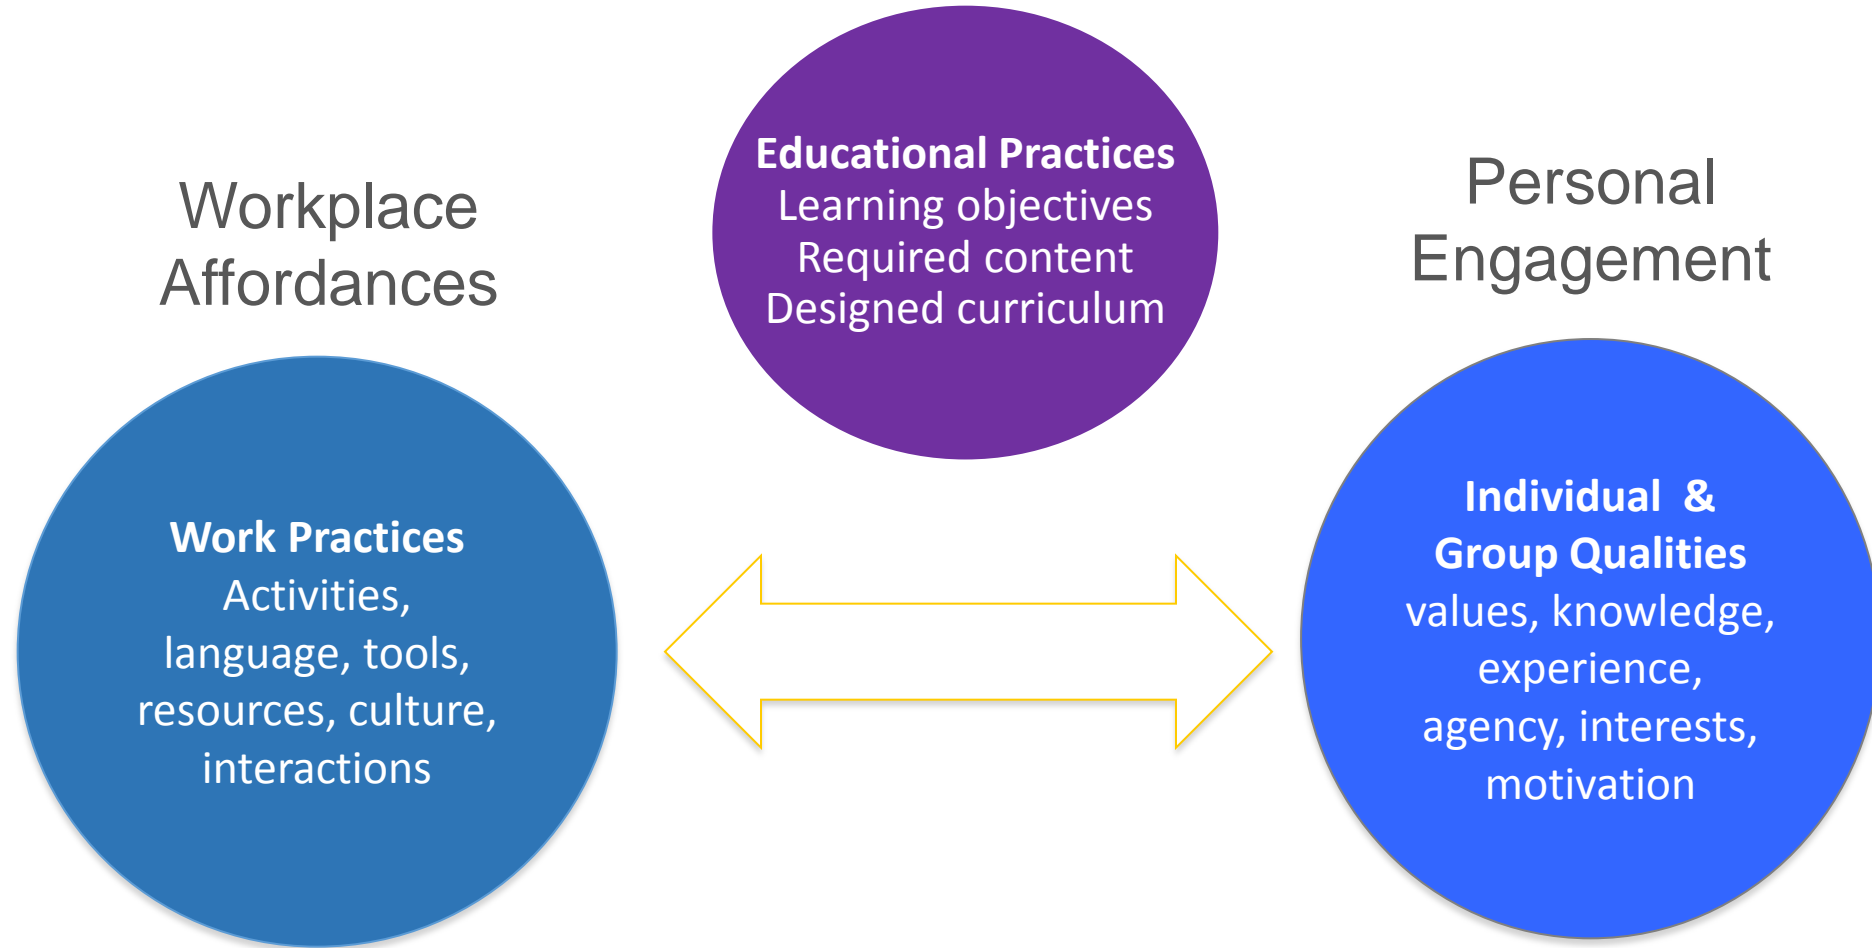 Workplace
Affordances
Educational Practices
Learning objectives
Required content
Designed curriculum
Personal
Engagement
Work Practices
Activities,
language, tools,
resources, culture,
interactions
Individual & 
Group Qualities
values, knowledge,
experience,
agency, interests,
motivation